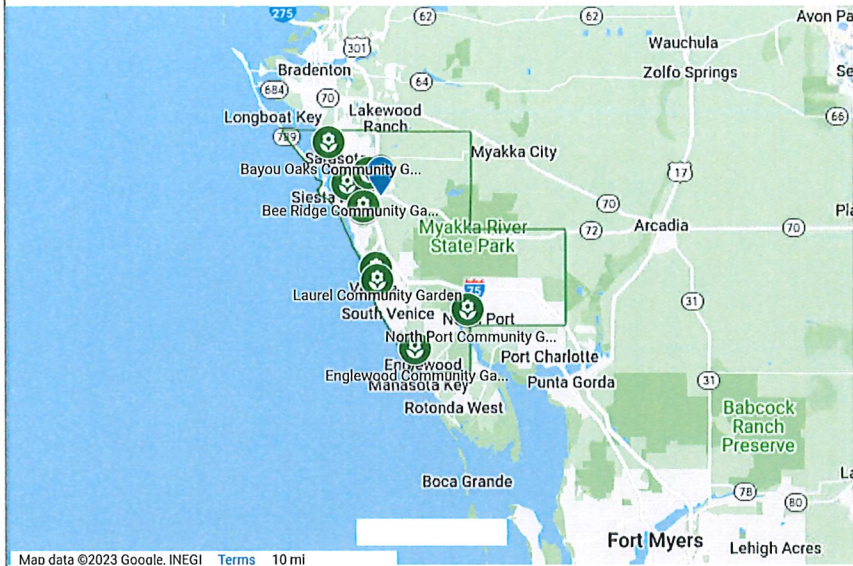 275
62
62
Avon Pa
301
Wauchula
Bradenton
64
Zolfo Springs
Se
684
70
Longboat Key
Lakewood
Ranch
66
789
Sarasota
Myakka City
Bayou Oaks Community G...
17
Siesta
Bee Ridge Community Ga...
70
Myakka River
State Park
72
Arcadia
70
Pla
75
Laurel Community Garden
31
South Venice
North Port
North Port Community G...
Port Charlotte
Englewood
Englewood Community Ga...
Punta Gorda
31
Manasota Key
Rotonda West
Babcock
Ranch
Preserve
Boca Grande
La
78
80
Fort Myers
Lehigh Acres
Map data ©2023 Google, INEGI Terms 10 mi